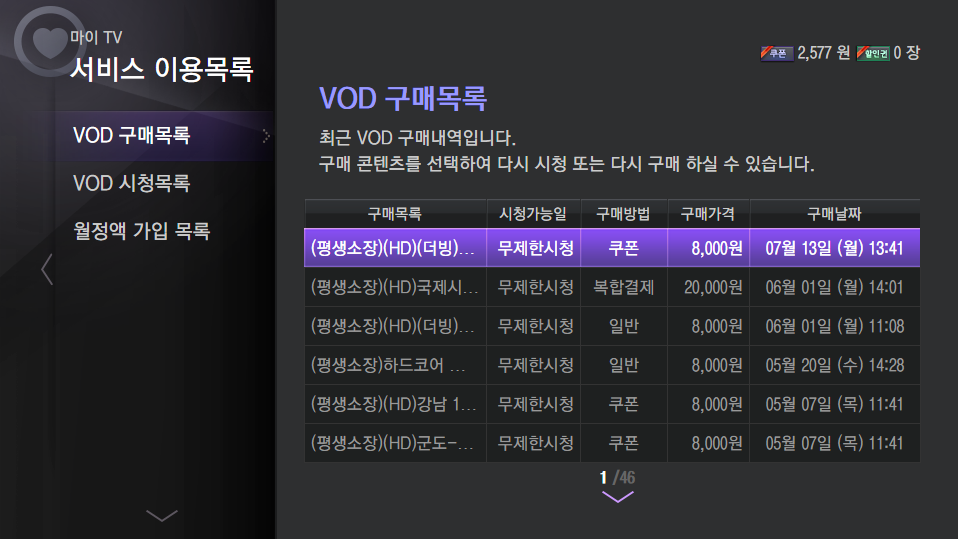 마이 TV
서비스 이용목록
VOD 구매목록
VOD 시청목록
월정액 가입 목록
쿠폰 2,577 원 할인권 0 장
VOD 구매목록
최근 VOD 구매내역입니다.
구매 콘텐츠를 선택하여 다시 시청 또는 다시 구매 하실 수 있습니다.
구매목록 시청가능일 구매방법 구매가격 구매날짜
(평생소장)(HD)(더빙)... 무제한시청 쿠폰 8,000원 07월 13일 (월) 13:41
(평생소장)(HD)국제시... 무제한시청 복합결제 20,000원 06월 01일 (월) 14:01
(평생소장)(HD)(더빙)... 무제한시청 일반 8,000원 06월 01일 (월) 11:08
(평생소장)하드코어 ... 무제한시청 일반 8,000원 05월 20일 (수) 14:28
(평생소장)(HD)강남 1... 무제한시청 쿠폰 8,000원 05월 07일 (목) 11:41
(평생소장)(HD)군도-... 무제한시청 쿠폰 8,000원 05월 07일 (목) 11:41
1 /46